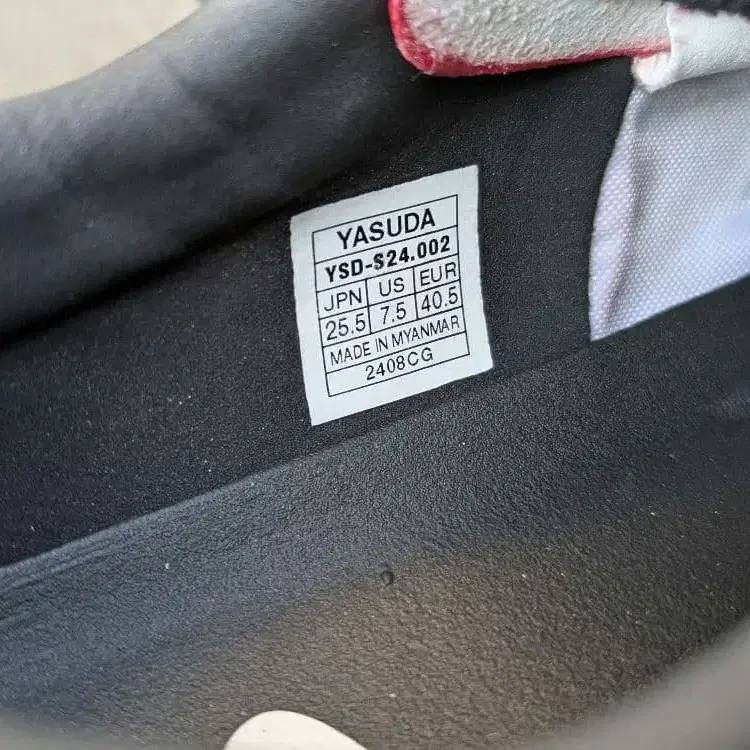 YASUDA
YSD-S24.002
JPN US EUR
25.5 7.5 40.5
MADE IN MYANMAR
2408CG